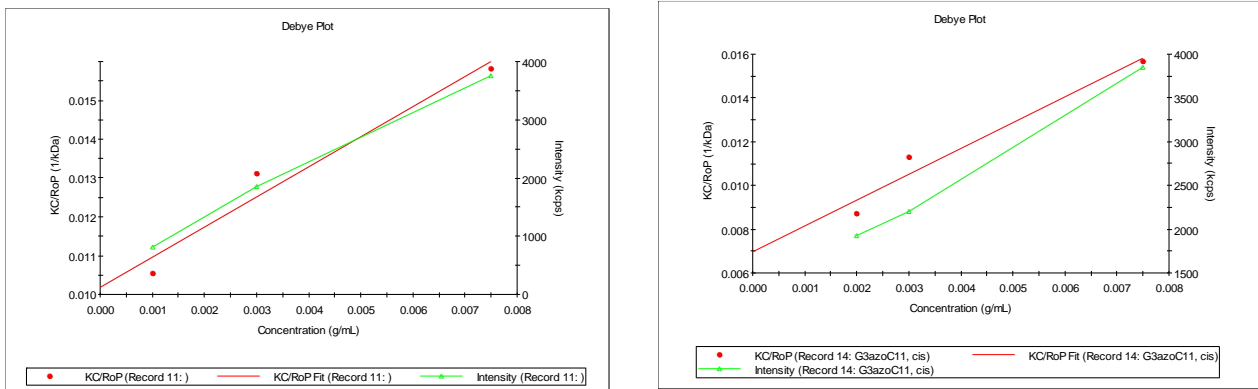 Debye Plot
KC/RoP (1/kDa)
0.015
0.014
0.013
0.012
0.011
0.010
Intensity (kcps)
4000
3000
2000
1000
0
0.000 0.001 0.002 0.003 0.004 0.005 0.006 0.007 0.008
Concentration (g/mL)
KC/RoP (Record 11: ) KC/RoP Fit (Record 11: ) Intensity (Record 11: )
Debye Plot
KC/RoP (1/kDa)
0.016
0.014
0.012
0.010
0.008
0.006
Intensity (kcps)
4000
3500
3000
2500
2000
1500
0.000 0.001 0.002 0.003 0.004 0.005 0.006 0.007 0.008
Concentration (g/mL)
KC/RoP (Record 14: G3azoC11, cis) KC/RoP Fit (Record 14: G3azoC11, cis)
Intensity (Record 14: G3azoC11, cis)